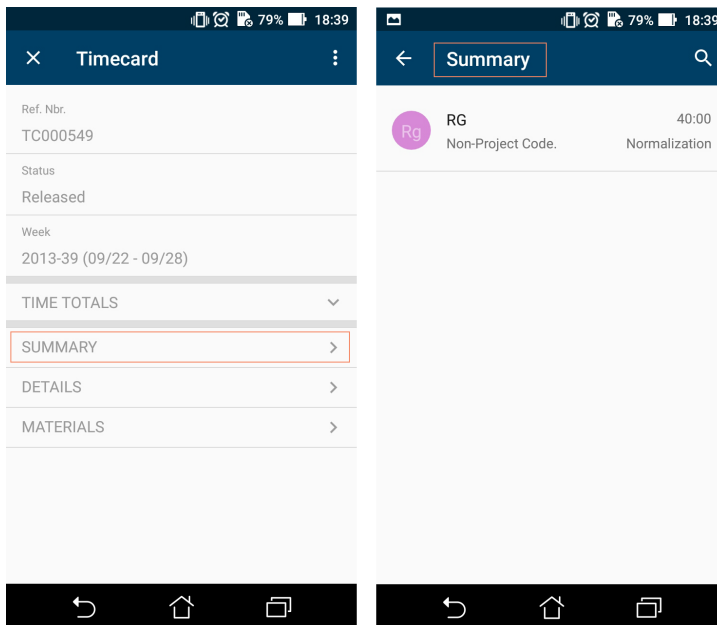 79% 18:39
Timecard
Ref. Nbr.
TC000549
Status
Released
Week
2013-39 (09/22 - 09/28)
TIME TOTALS
SUMMARY
DETAILS
MATERIALS
79% 18:39
Summary
Rg
RG
40:00
Non-Project Code.
Normalization